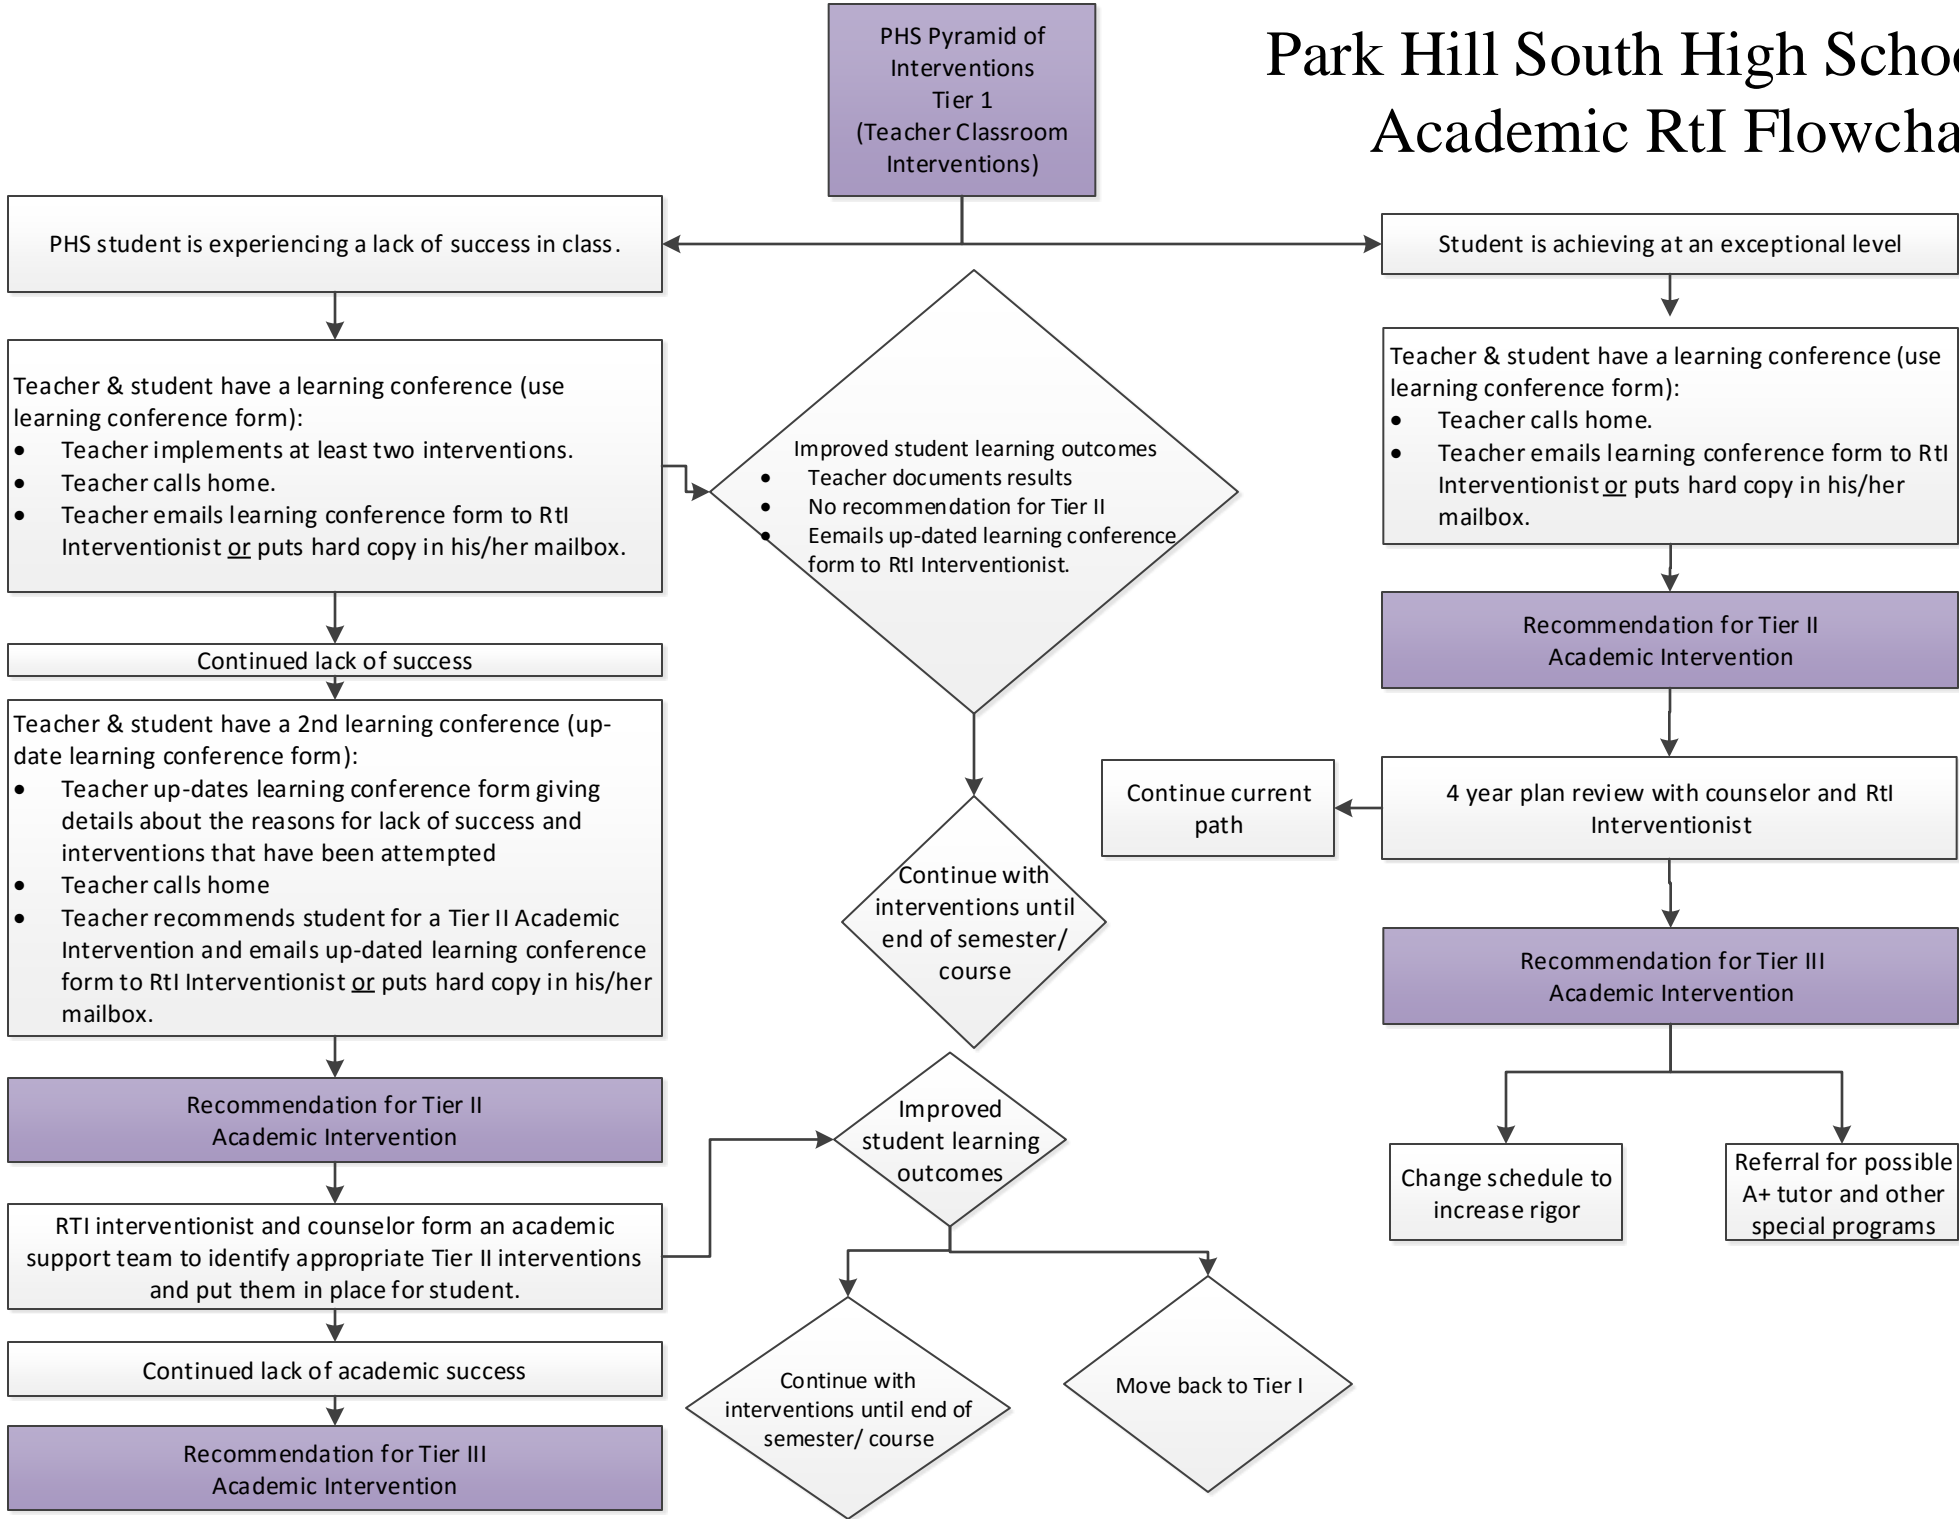 PHS Pyramid of
Interventions
Tier 1
(Teacher Classroom
Interventions)
Park Hill South High Schoo
Academic RtI Flowcha
PHS student is experiencing a lack of success in class.
Student is achieving at an exceptional level
Teacher & student have a learning conference (use
learning conference form):
• Teacher implements at least two interventions.
• Teacher calls home.
• Teacher emails learning conference form to RtI
Interventionist or puts hard copy in his/her mailbox.
Improved student learning outcomes
• Teacher documents results
• No recommendation for Tier II
• Eemails up-dated learning conference
form to RtI Interventionist.
Teacher & student have a learning conference (use
learning conference form):
• Teacher calls home.
• Teacher emails learning conference form to RtI
Interventionist or puts hard copy in his/her
mailbox.
Continued lack of success
Recommendation for Tier II
Academic Intervention
Teacher & student have a 2nd learning conference (up-
date learning conference form):
• Teacher up-dates learning conference form giving
details about the reasons for lack of success and
interventions that have been attempted
• Teacher calls home
• Teacher recommends student for a Tier II Academic
Intervention and emails up-dated learning conference
form to RtI Interventionist or puts hard copy in his/her
mailbox.
Continue with
interventions until
end of semester/
course
Continue current
path
4 year plan review with counselor and RtI
Interventionist
Recommendation for Tier III
Academic Intervention
Recommendation for Tier II
Academic Intervention
Improved
student learning
outcomes
Change schedule to
increase rigor
Referral for possible
A+ tutor and other
special programs
RTI interventionist and counselor form an academic
support team to identify appropriate Tier II interventions
and put them in place for student.
Continued lack of academic success
Continue with
interventions until end of
semester/ course
Move back to Tier I
Recommendation for Tier III
Academic Intervention